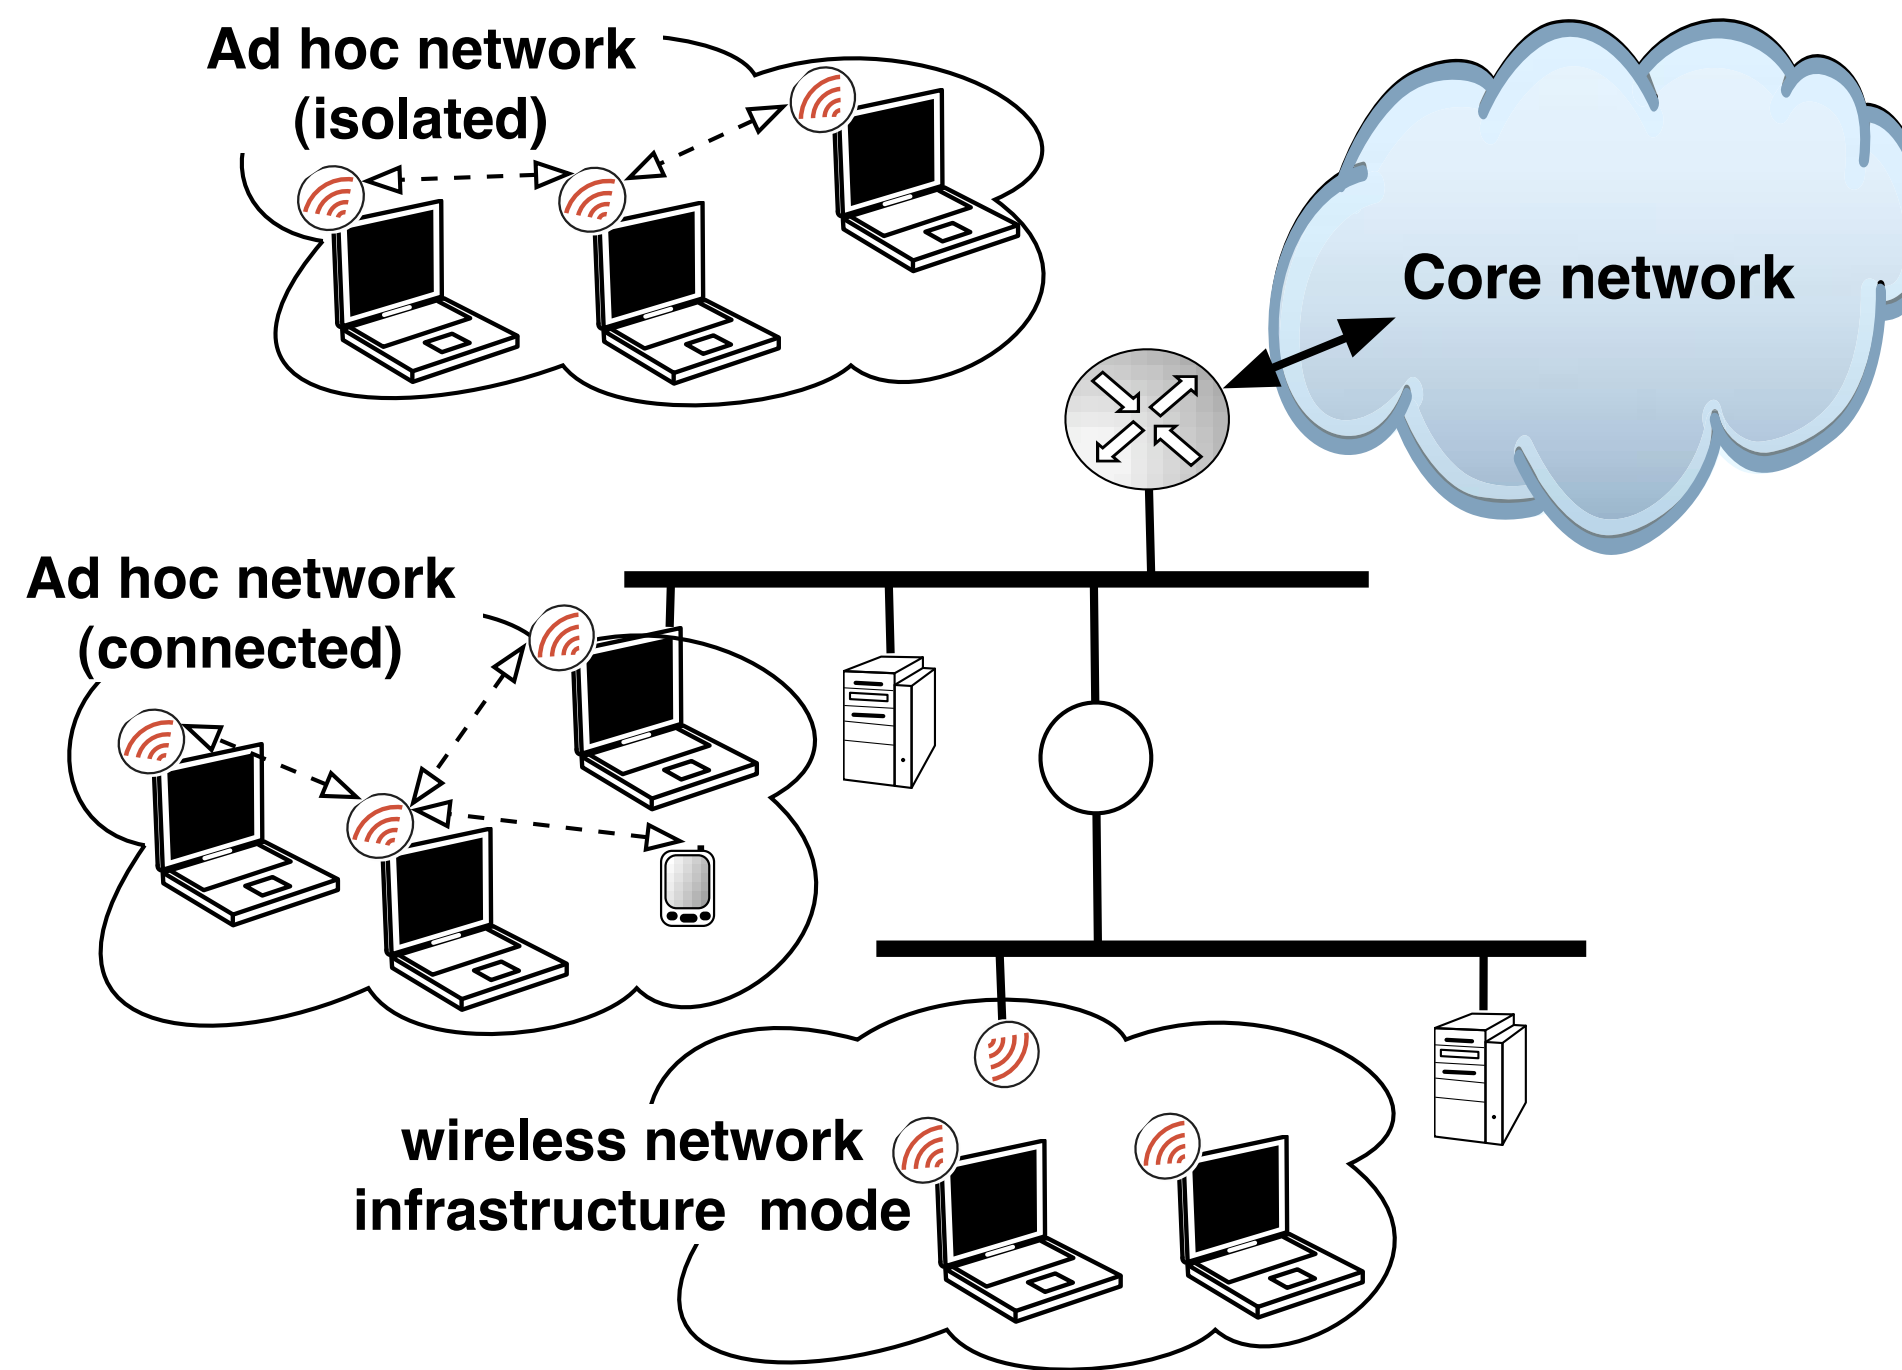 Ad hoc network
(isolated)
Core network
Ad hoc network
(connected)
wireless network
infrastructure  mode